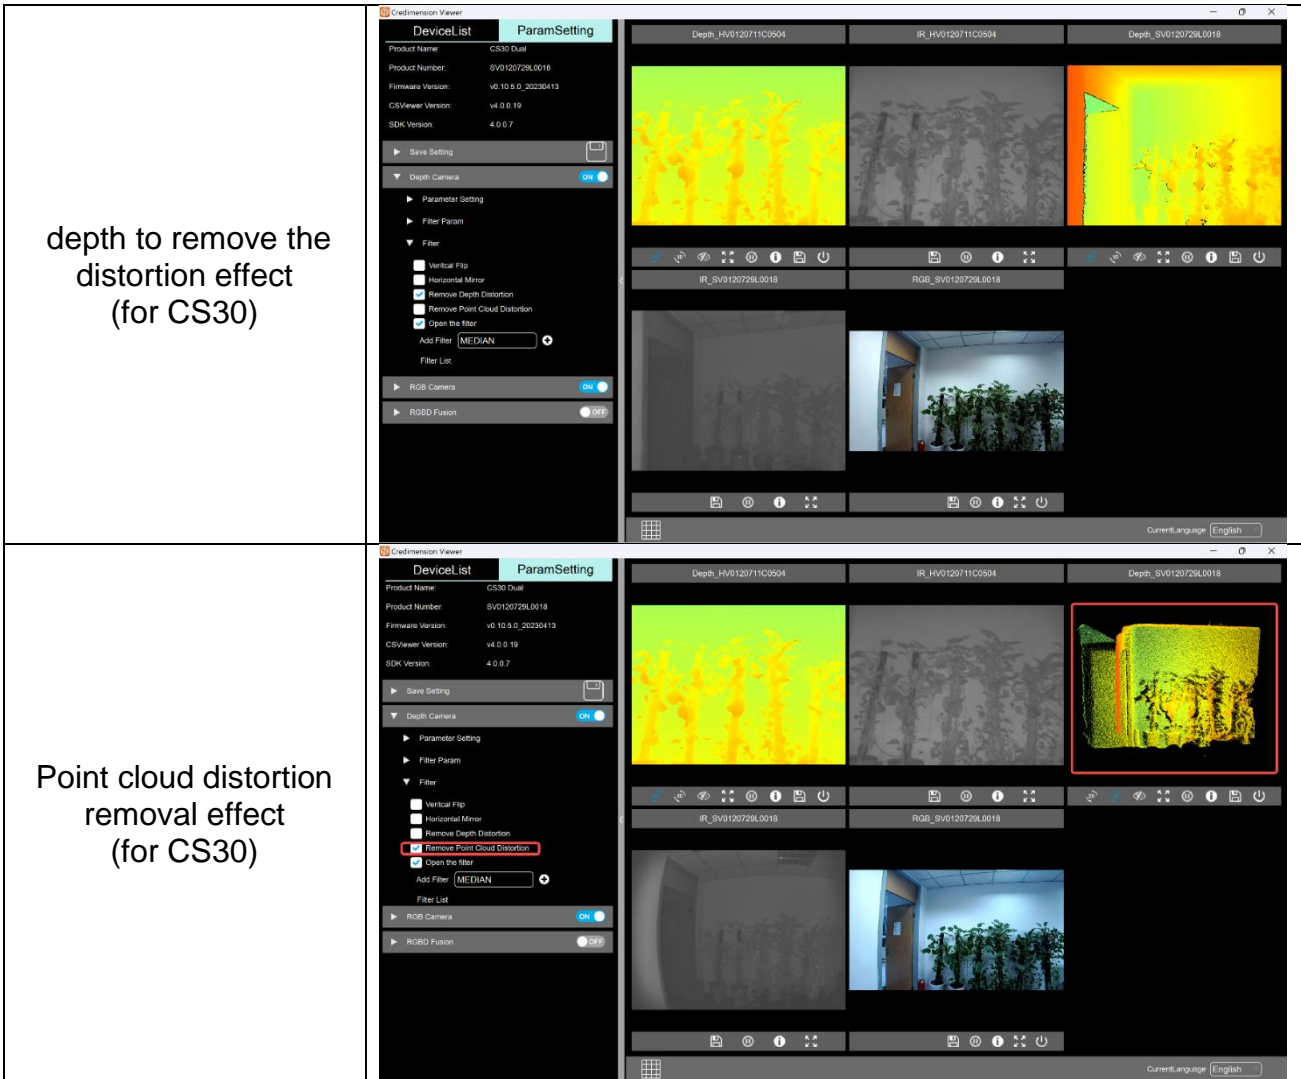 depth to remove the
distortion effect
(for CS30)
Credimension Viewer
DeviceList ParamSetting
Product Name: CS30 Dual
Product Number: SV0120729L0018
Firmware Version: v0.10.5.0_20230413
CSViewer Version: v4.0.0.19
SDK Version: 4.0.0.7
Save Setting
Depth Camera ON
Parameter Setting
Filter Param
Filter
Veritcal Flip
Horizontal Mirror
Remove Depth Distortion
Remove Point Cloud Distortion
Open the filter
Add Filter MEDIAN
Filter List
RGB Camera ON
RGBD Fusion OFF
Depth_HV0120711C0504 IR_HV0120711C0504 Depth_SV0120729L0018
IR_SV0120729L0018 RGB_SV0120729L0018
CurrentLanguage English
Point cloud distortion
removal effect
(for CS30)
Credimension Viewer
DeviceList ParamSetting
Product Name: CS30 Dual
Product Number: SV0120729L0018
Firmware Version: v0.10.5.0_20230413
CSViewer Version: v4.0.0.19
SDK Version: 4.0.0.7
Save Setting
Depth Camera ON
Parameter Setting
Filter Param
Filter
Veritcal Flip
Horizontal Mirror
Remove Depth Distortion
Remove Point Cloud Distortion
Open the filter
Add Filter MEDIAN
Filter List
RGB Camera ON
RGBD Fusion OFF
Depth_HV0120711C0504 IR_HV0120711C0504 Depth_SV0120729L0018
IR_SV0120729L0018 RGB_SV0120729L0018
CurrentLanguage English